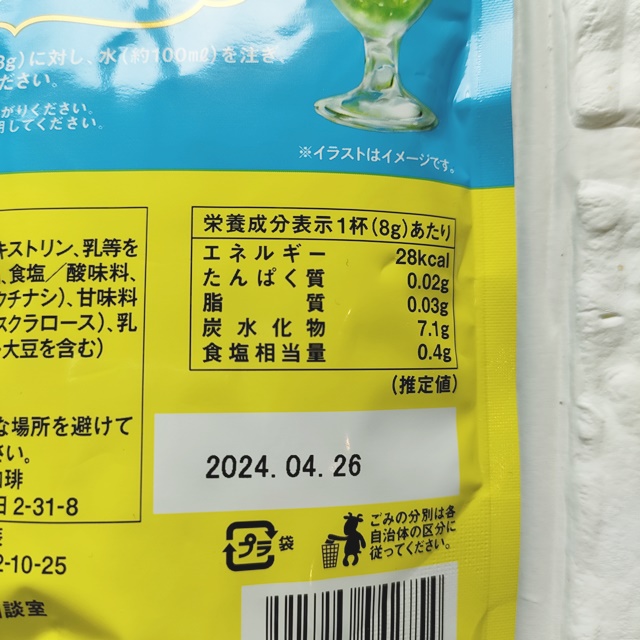 g)に対し、水(約100ml)を注ぎ、
ださい。
がりください。
用してください。
※イラストはイメージです。
キストリン、乳等を
、食塩／酸味料、
クチナシ)、甘味料
スクラロース)、乳
大豆を含む)
な場所を避けて
さい。
珈琲
2-31-8
2-10-25
談室
栄養成分表示1杯(8g)あたり
エネルギー 28kcal
たんぱく質 0.02g
脂質 0.03g
炭水化物 7.1g
食塩相当量 0.4g
(推定値)
2024.04.26
プラ 袋
ごみの分別は各
自治体の区分に
従ってください。